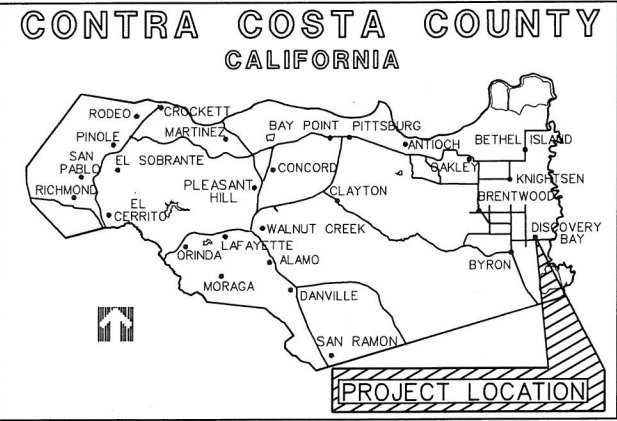 CONTRA COSTA COUNTY
CALIFORNIA
RODEO
CROCKETT
MARTINEZ
BAY POINT
PITTSBURG
PINOLE
ANTIOCH
BETHEL ISLAND
SAN
PABLO
EL SOBRANTE
CONCORD
OAKLEY
KNIGHTSEN
RICHMOND
PLEASANT
HILL
CLAYTON
BRENTWOOD
EL
CERRITO
WALNUT CREEK
DISCOVERY
BAY
ORINDA
LAFAYETTE
ALAMO
BYRON
MORAGA
DANVILLE
SAN RAMON
PROJECT LOCATION